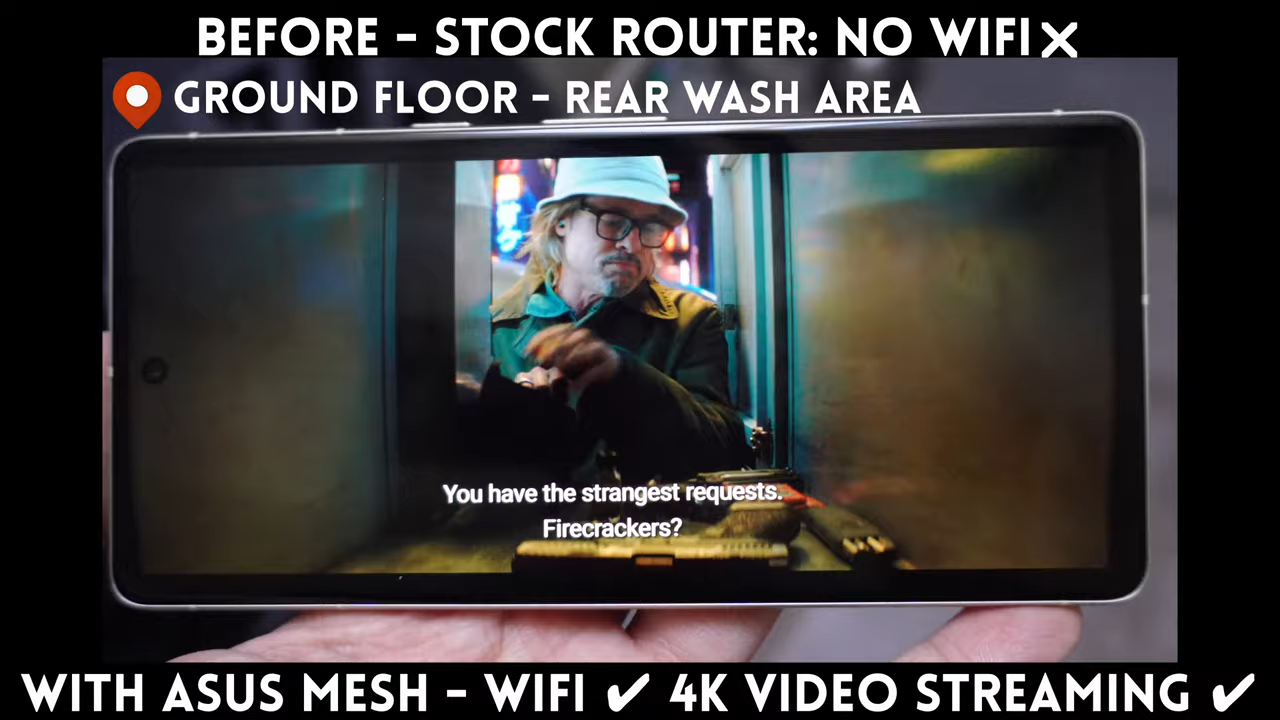 BEFORE - STOCK ROUTER: NO WIFI ✕
GROUND FLOOR - REAR WASH AREA
You have the strangest requests.
Firecrackers?
WITH ASUS MESH - WIFI ✔ 4K VIDEO STREAMING ✔